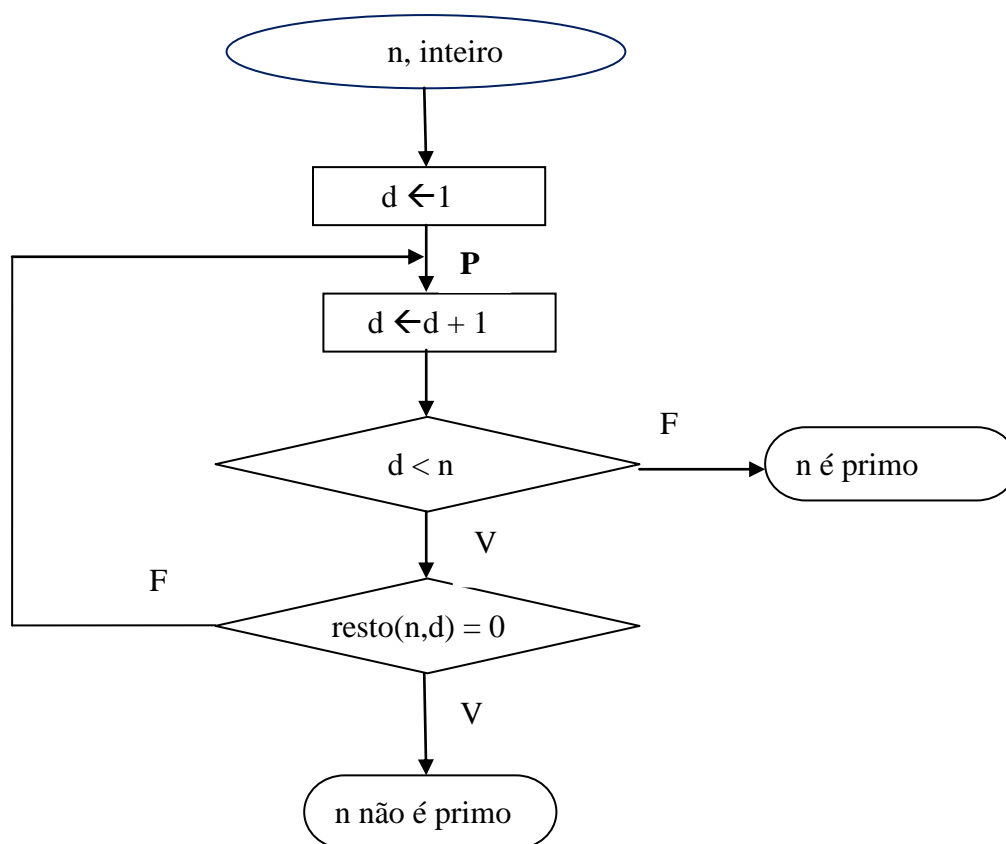 n, inteiro
d ←1
P
d ←d + 1
F
d < n
n é primo
V
F
resto(n,d) = 0
V
n não é primo